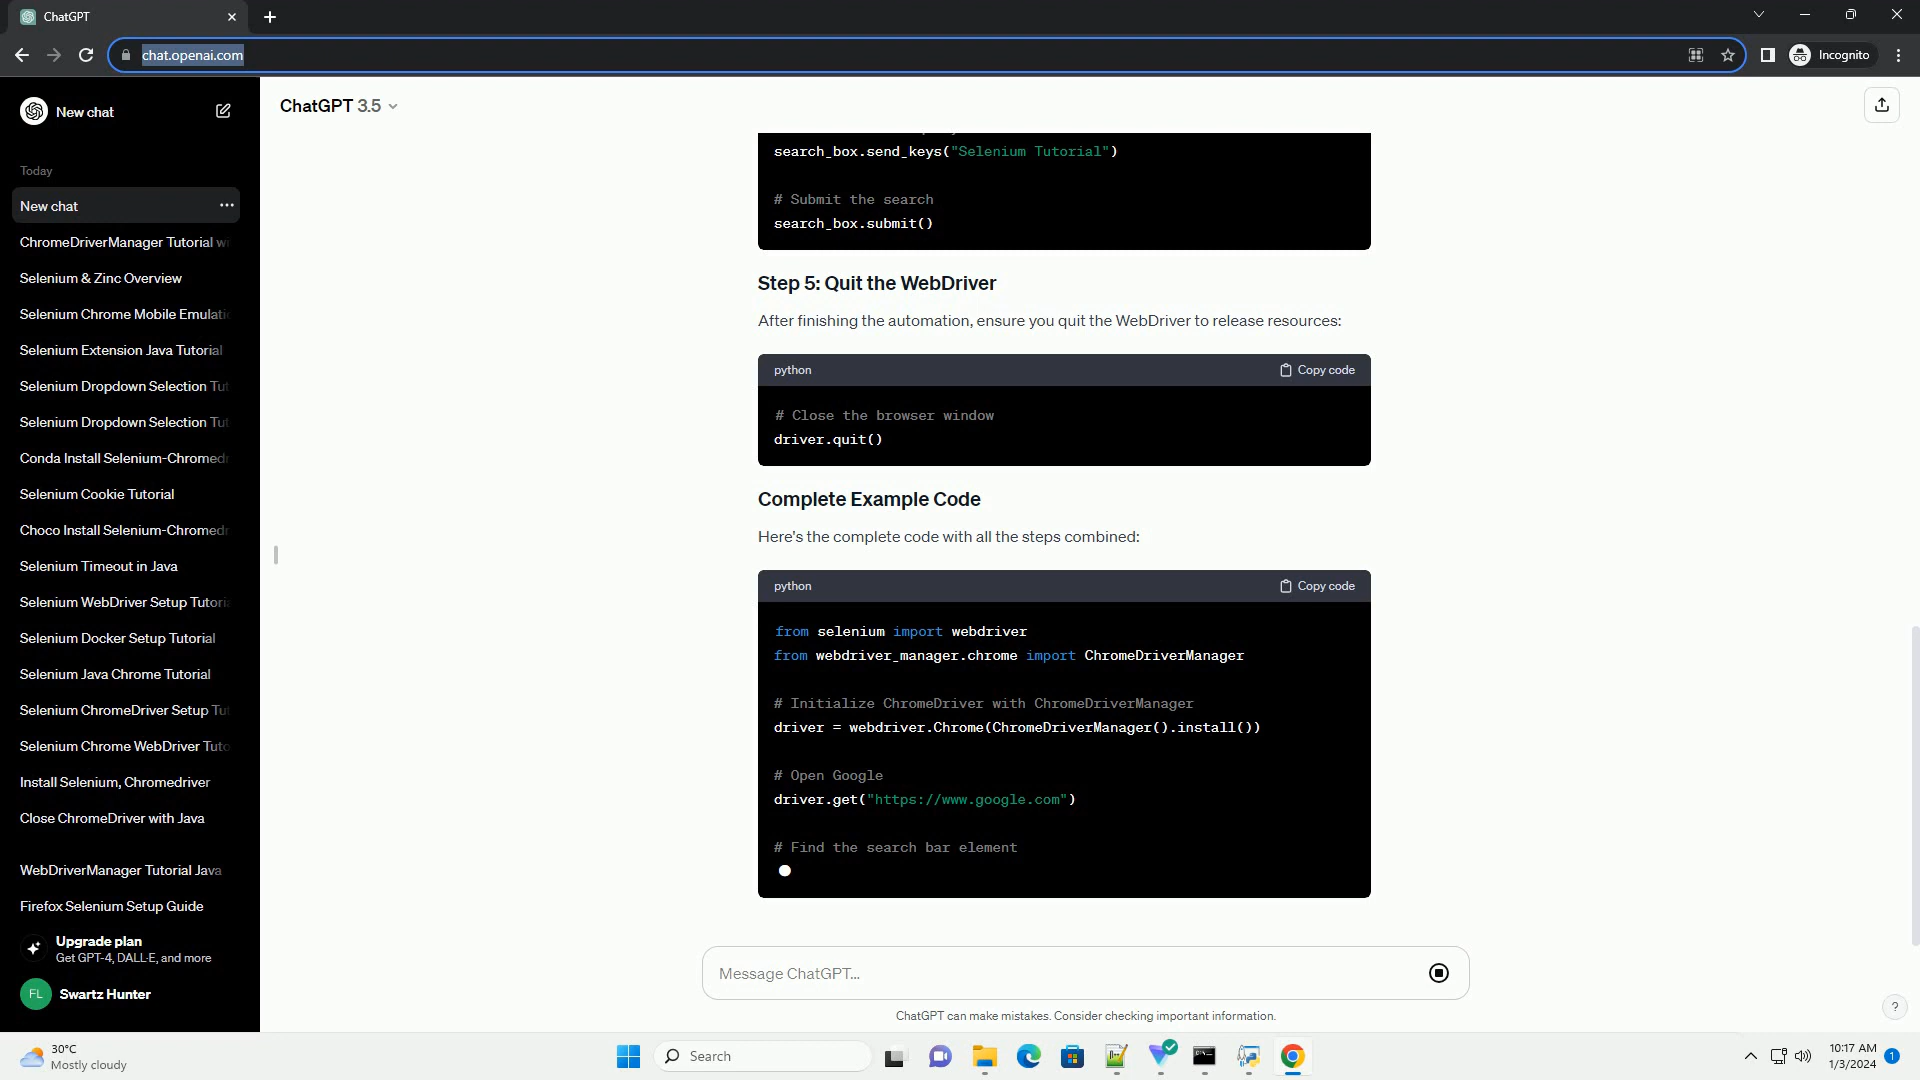 ChatGPT
chat.openai.com
Incognito
New chat
Today
New chat
ChromeDriverManager Tutorial w
Selenium & Zinc Overview
Selenium Chrome Mobile Emulati
Selenium Extension Java Tutorial
Selenium Dropdown Selection Tut
Selenium Dropdown Selection Tut
Conda Install Selenium-Chromedr
Selenium Cookie Tutorial
Choco Install Selenium-Chromedr
Selenium Timeout in Java
Selenium WebDriver Setup Tutoria
Selenium Docker Setup Tutorial
Selenium Java Chrome Tutorial
Selenium ChromeDriver Setup Tut
Selenium Chrome WebDriver Tuto
Install Selenium, Chromedriver
Close ChromeDriver with Java
WebDriverManager Tutorial Java
Firefox Selenium Setup Guide
Upgrade plan
Get GPT-4, DALL·E, and more
FL Swartz Hunter
ChatGPT 3.5
search_box.send_keys("Selenium Tutorial")
# Submit the search
search_box.submit()
Step 5: Quit the WebDriver
After finishing the automation, ensure you quit the WebDriver to release resources:
python Copy code
# Close the browser window
driver.quit()
Complete Example Code
Here's the complete code with all the steps combined:
python Copy code
from selenium import webdriver
from webdriver_manager.chrome import ChromeDriverManager
# Initialize ChromeDriver with ChromeDriverManager
driver = webdriver.Chrome(ChromeDriverManager().install())
# Open Google
driver.get("https://www.google.com")
# Find the search bar element
Message ChatGPT...
ChatGPT can make mistakes. Consider checking important information.
?
30°C
Mostly cloudy
Search
10:17 AM
1/3/2024
1